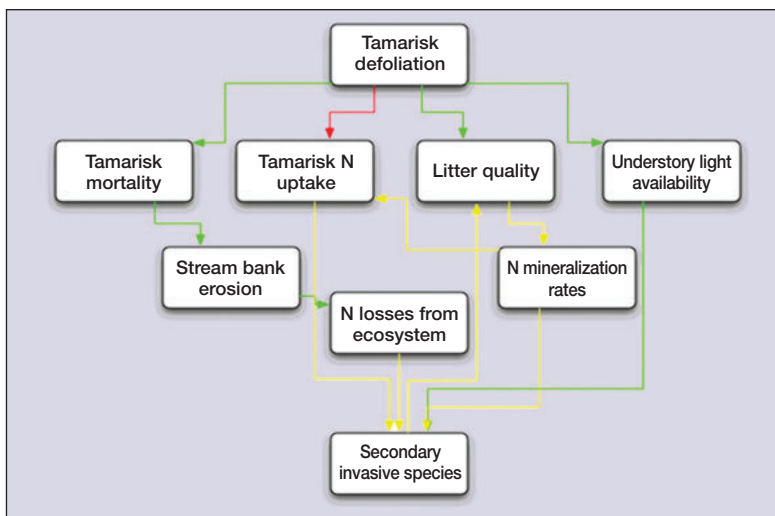 Tamarisk
defoliation
Tamarisk
mortality
Tamarisk N
uptake
Litter quality
Understory light
availability
Stream bank
erosion
N losses from
ecosystem
N mineralization
rates
Secondary
invasive species